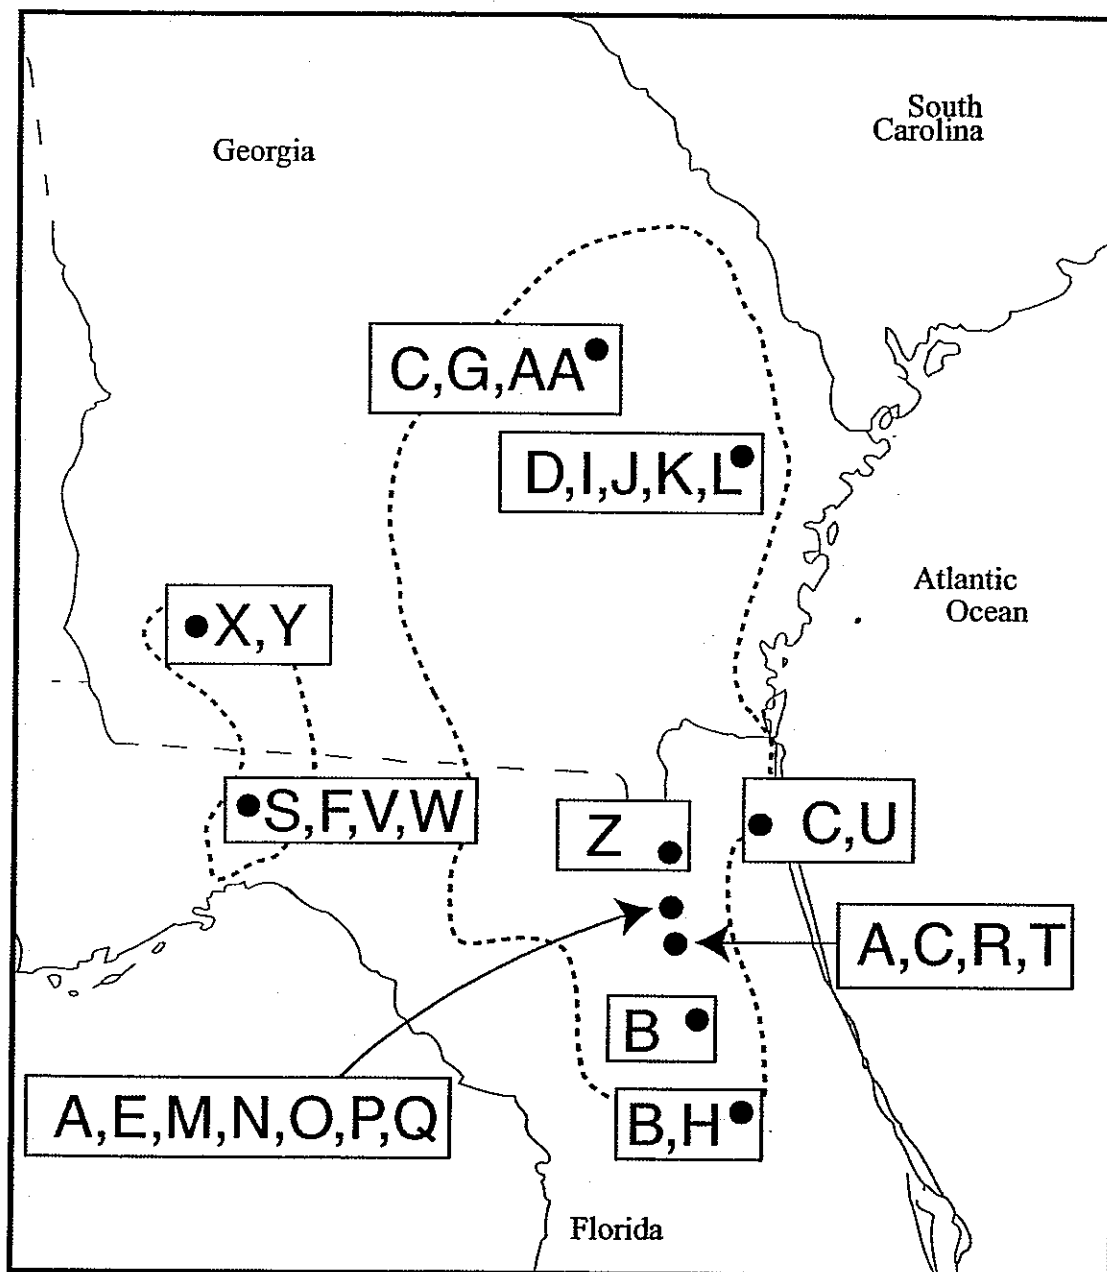 South
Carolina
Georgia
C,G,AA
D,I,J,K,L
Atlantic
Ocean
X,Y
S,F,V,W
Z
C,U
A,C,R,T
B
A,E,M,N,O,P,Q
B,H
Florida